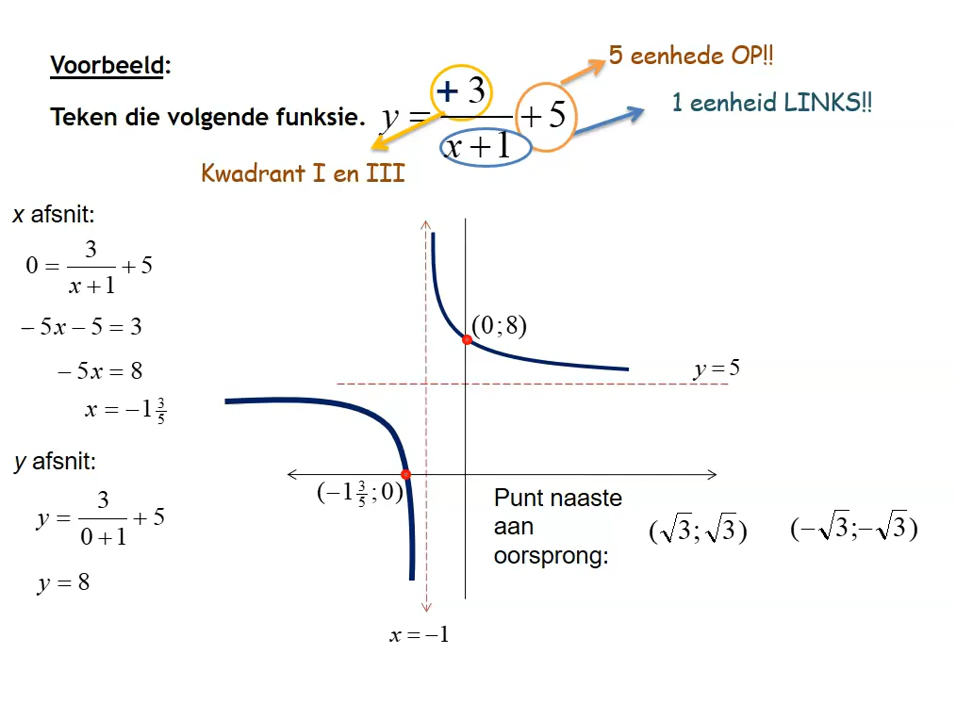 Voorbeeld:
5 eenhede OP!!
Teken die volgende funksie. y = +3/(x+1) + 5
1 eenheid LINKS!!
Kwadrant I en III
x afsnit:
0 = 3/(x+1) + 5
−5x − 5 = 3
−5x = 8
x = −1 3/5
y afsnit:
y = 3/(0+1) + 5
y = 8
(0;8)
y = 5
(−1 3/5;0)
Punt naaste
aan
oorsprong:
(√3;√3)
(−√3;−√3)
x = −1